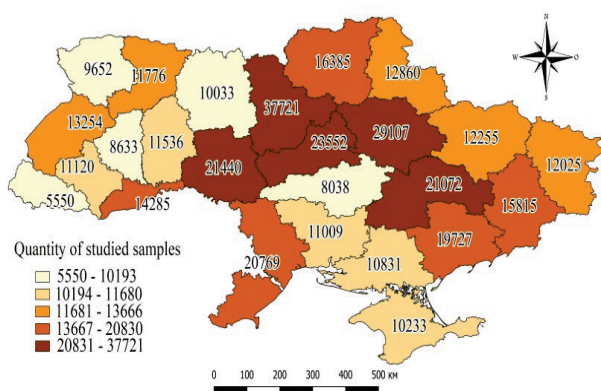 N
W O
S
9652
11776
10033
16385
12860
37721
13254
8633
11536
23552
29107
12255
12025
11120
21440
5550
14285
8038
21072
15815
11009
19727
20769
10831
10233
Quantity of studied samples
5550 - 10193
10194 - 11680
11681 - 13666
13667 - 20830
20831 - 37721
0 100 200 300 400 500 КМ